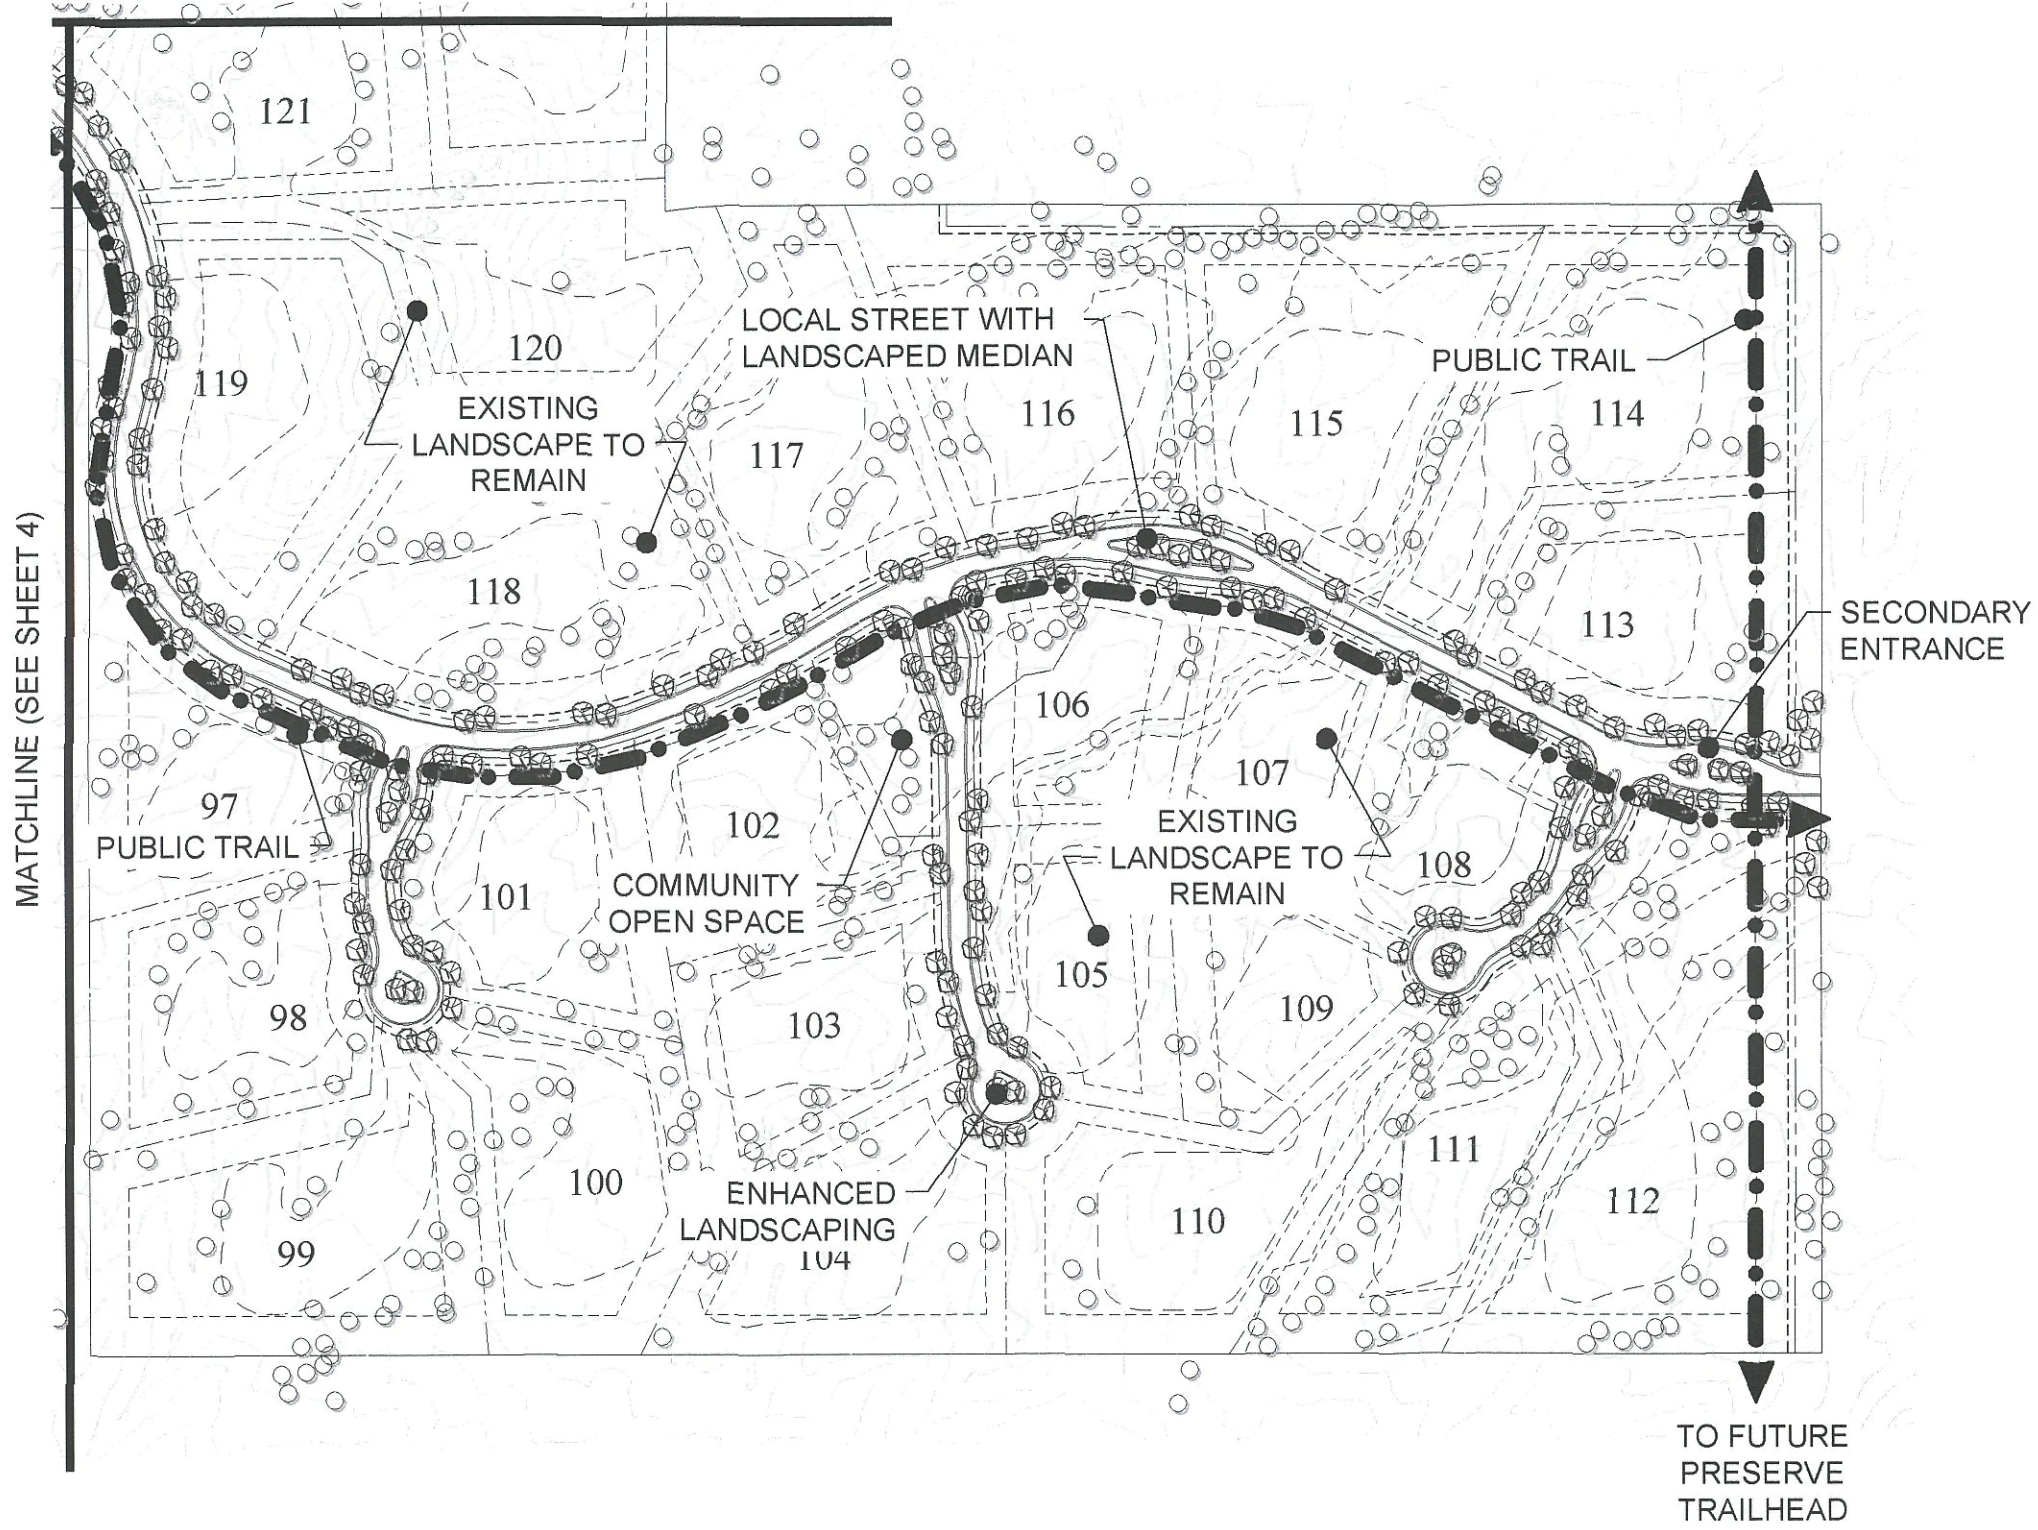 121
LOCAL STREET WITH
LANDSCAPED MEDIAN
PUBLIC TRAIL
119
120
EXISTING
LANDSCAPE TO
REMAIN
117
116
115
114
118
113
SECONDARY
ENTRANCE
MATCHLINE (SEE SHEET 4)
97
PUBLIC TRAIL
101
102
COMMUNITY
OPEN SPACE
106
107
EXISTING
LANDSCAPE TO
REMAIN
108
105
98
103
109
99
100
ENHANCED
LANDSCAPING
104
110
111
112
TO FUTURE
PRESERVE
TRAILHEAD